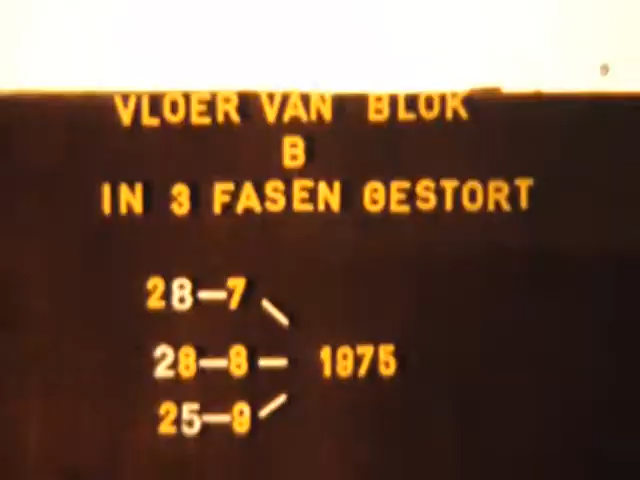 VLOER VAN BLOK
B
IN 3 FASEN GESTORT
28-7
28-8 - 1975
25-9